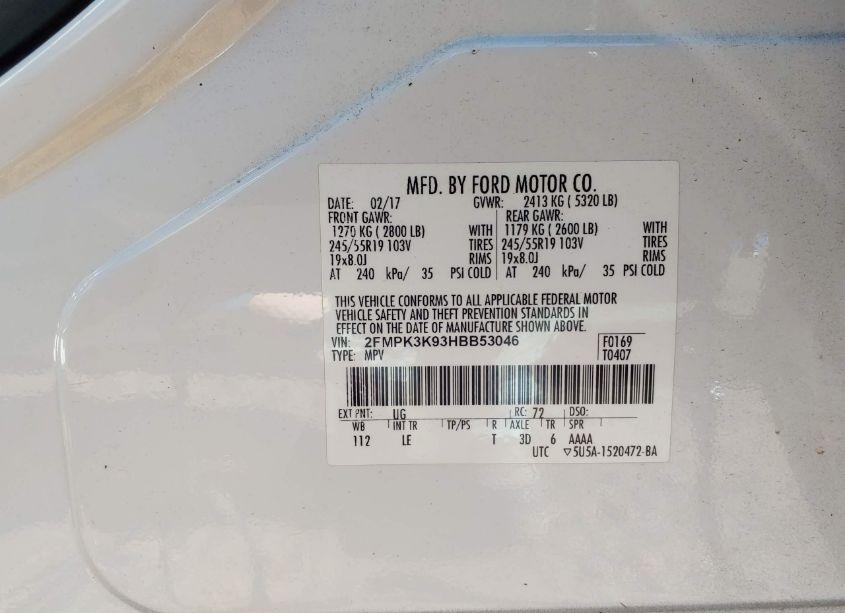 MFD. BY FORD MOTOR CO.
DATE: 02/17 GVWR: 2413 KG ( 5320 LB)
FRONT GAWR: REAR GAWR:
1270 KG ( 2800 LB) WITH 1179 KG ( 2600 LB) WITH
245/55R19 103V TIRES 245/55R19 103V TIRES
19x8.0J RIMS 19x8.0J RIMS
AT 240 kPa/ 35 PSI COLD AT 240 kPa/ 35 PSI COLD
THIS VEHICLE CONFORMS TO ALL APPLICABLE FEDERAL MOTOR
VEHICLE SAFETY AND THEFT PREVENTION STANDARDS IN
EFFECT ON THE DATE OF MANUFACTURE SHOWN ABOVE.
VIN: 2FMPK3K93HBB53046 F0169
TYPE: MPV T0407
EXT PNT: UG RC: 72 DSO:
WB INT TR TP/PS R AXLE TR SPR
112 LE T 3D 6 AAAA
UTC ▽5U5A-1520472-BA